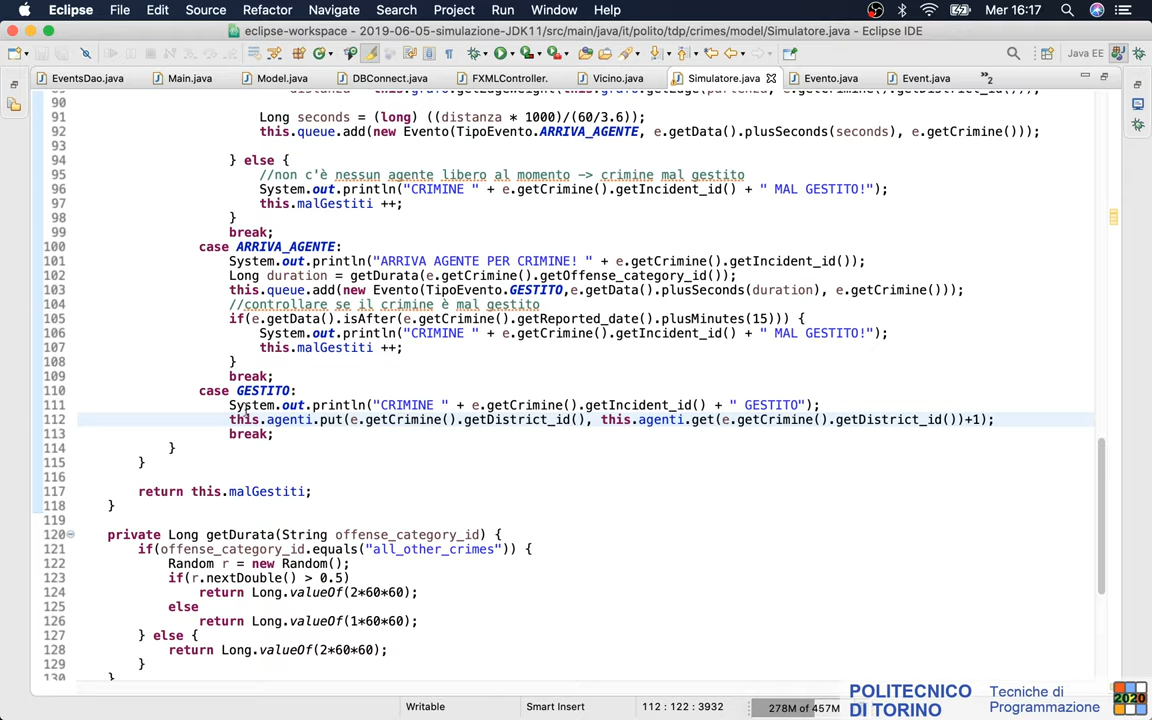 Eclipse File Edit Source Refactor Navigate Search Project Run Window Help Mer 16:17
eclipse-workspace - 2019-06-05-simulazione-JDK11/src/main/java/it/polito/tdp/crimes/model/Simulatore.java - Eclipse IDE
Java EE
EventsDao.java Main.java Model.java DBConnect.java FXMLController. Vicino.java Simulatore.java Evento.java Event.java »2
90
91 Long seconds = (long) ((distanza * 1000)/(60/3.6));
92 this.queue.add(new Evento(TipoEvento.ARRIVA_AGENTE, e.getData().plusSeconds(seconds), e.getCrimine()));
93
94 } else {
95 //non c'è nessun agente libero al momento -> crimine mal gestito
96 System.out.println("CRIMINE " + e.getCrimine().getIncident_id() + " MAL GESTITO!");
97 this.malGestiti ++;
98 }
99 break;
100 case ARRIVA_AGENTE:
101 System.out.println("ARRIVA AGENTE PER CRIMINE! " + e.getCrimine().getIncident_id());
102 Long duration = getDurata(e.getCrimine().getOffense_category_id());
103 this.queue.add(new Evento(TipoEvento.GESTITO,e.getData().plusSeconds(duration), e.getCrimine()));
104 //controllare se il crimine è mal gestito
105 if(e.getData().isAfter(e.getCrimine().getReported_date().plusMinutes(15))) {
106 System.out.println("CRIMINE " + e.getCrimine().getIncident_id() + " MAL GESTITO!");
107 this.malGestiti ++;
108 }
109 break;
110 case GESTITO:
111 System.out.println("CRIMINE " + e.getCrimine().getIncident_id() + " GESTITO");
112 this.agenti.put(e.getCrimine().getDistrict_id(), this.agenti.get(e.getCrimine().getDistrict_id())+1);
113 break;
114 }
115 }
116
117 return this.malGestiti;
118 }
119
120 private Long getDurata(String offense_category_id) {
121 if(offense_category_id.equals("all_other_crimes")) {
122 Random r = new Random();
123 if(r.nextDouble() > 0.5)
124 return Long.valueOf(2*60*60);
125 else
126 return Long.valueOf(1*60*60);
127 } else {
128 return Long.valueOf(2*60*60);
129 }
130 }
Writable Smart Insert 112 : 122 : 3932 278M of 457M
POLITECNICO DI TORINO
Tecniche di Programmazione
2020